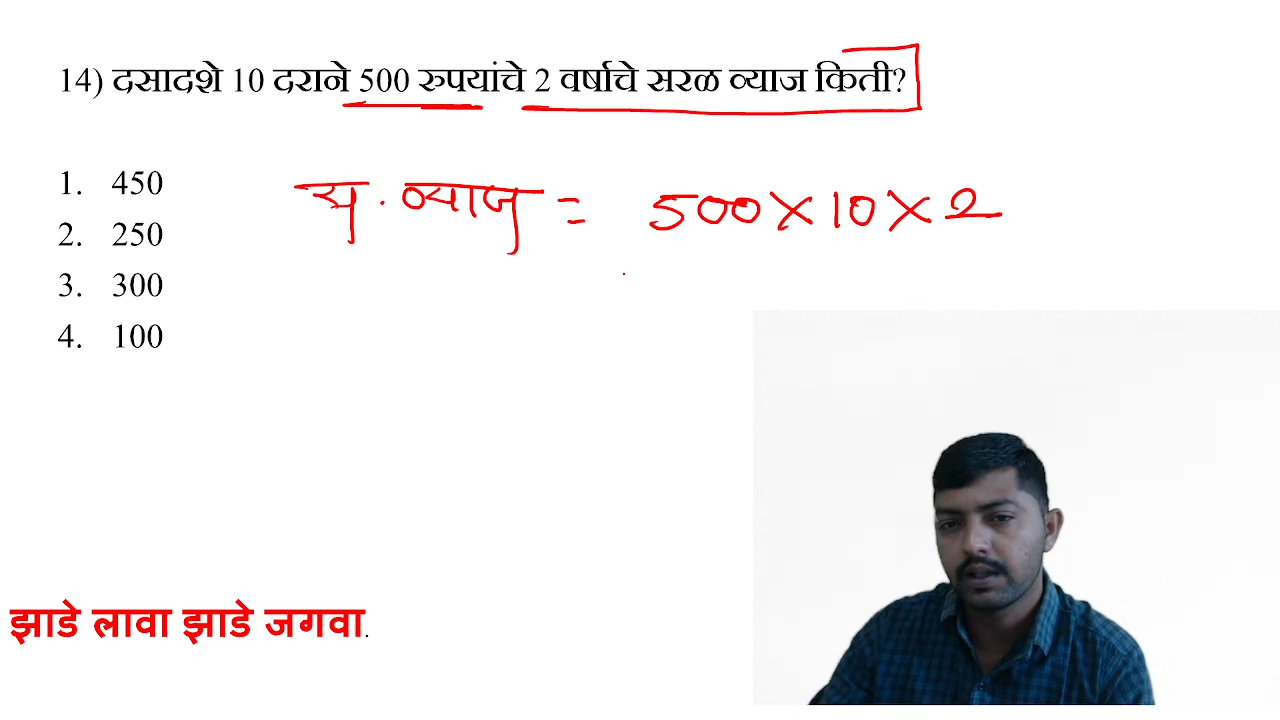 14) दसादशे 10 दराने 500 रुपयांचे 2 वर्षाचे सरळ व्याज किती?
1. 450
2. 250
3. 300
4. 100
व्याज = 500 × 10 × 2
झाडे लावा झाडे जगवा.